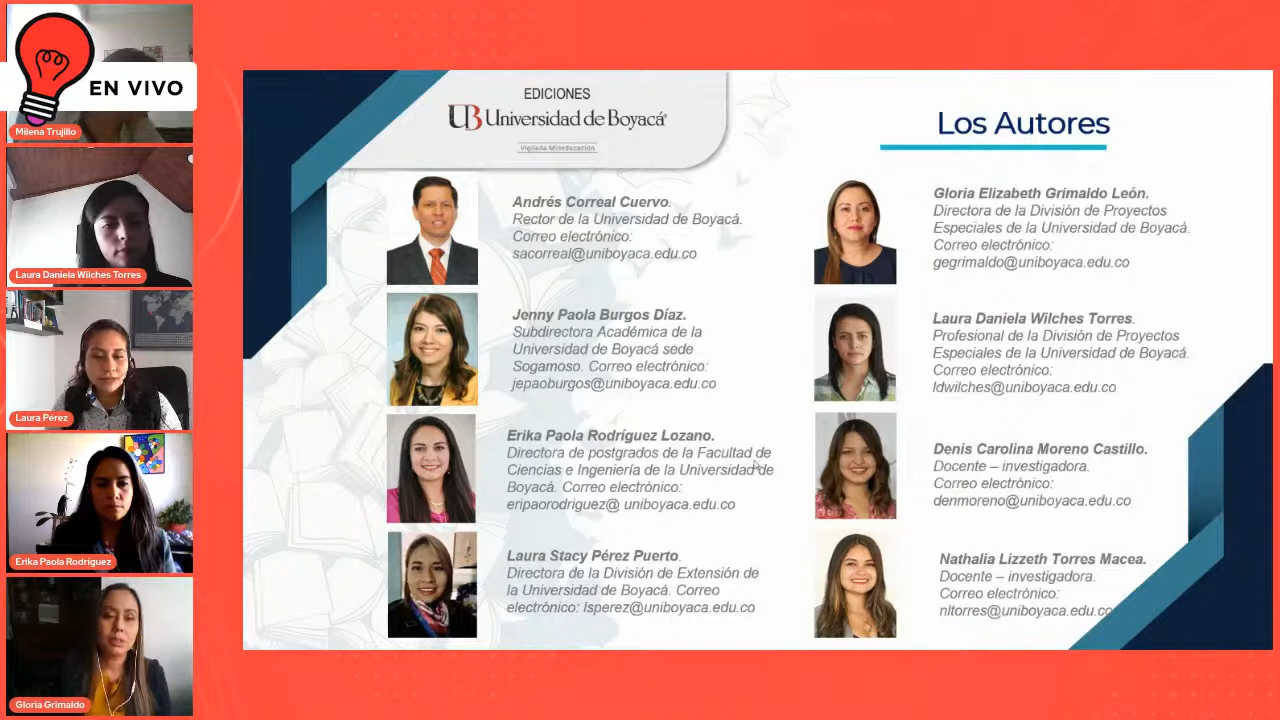 EN VIVO
Milena Trujillo
Laura Daniela Wilches Torres
Laura Pérez
Erika Paola Rodríguez
Gloria Grimaldo
EDICIONES
UB Universidad de Boyacá
Vigilada Mineducación
Los Autores
Andrés Correal Cuervo.
Rector de la Universidad de Boyacá.
Correo electrónico:
sacorreal@uniboyaca.edu.co
Jenny Paola Burgos Díaz.
Subdirectora Académica de la
Universidad de Boyacá sede
Sogamoso. Correo electrónico:
jepaoburgos@uniboyaca.edu.co
Erika Paola Rodríguez Lozano.
Directora de postgrados de la Facultad de
Ciencias e Ingeniería de la Universidad de
Boyacá. Correo electrónico:
eripaorodriguez@ uniboyaca.edu.co
Laura Stacy Pérez Puerto.
Directora de la División de Extensión de
la Universidad de Boyacá. Correo
electrónico: lsperez@uniboyaca.edu.co
Gloria Elizabeth Grimaldo León.
Directora de la División de Proyectos
Especiales de la Universidad de Boyacá.
Correo electrónico:
gegrimaldo@uniboyaca.edu.co
Laura Daniela Wilches Torres.
Profesional de la División de Proyectos
Especiales de la Universidad de Boyacá.
Correo electrónico:
ldwilches@uniboyaca.edu.co
Denis Carolina Moreno Castillo.
Docente – investigadora.
Correo electrónico:
denmoreno@uniboyaca.edu.co
Nathalia Lizzeth Torres Macea.
Docente – investigadora.
Correo electrónico:
nltorres@uniboyaca.edu.co